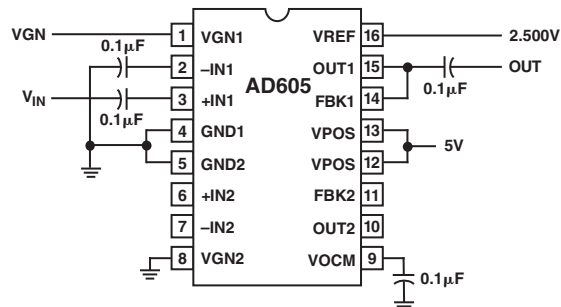 VGN 1 VGN1 VREF 16 2.500V
0.1μF
2 –IN1 OUT1 15 OUT
AD605
VIN 3 +IN1 FBK1 14 0.1μF
0.1μF
4 GND1 VPOS 13
5V
5 GND2 VPOS 12
6 +IN2 FBK2 11
7 –IN2 OUT2 10
8 VGN2 VOCM 9
0.1μF